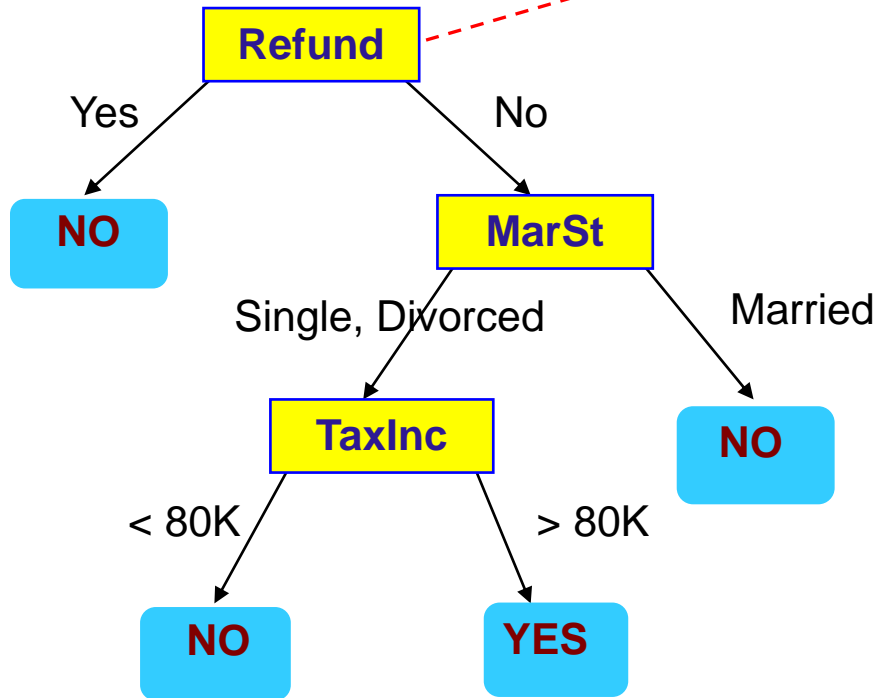 Refund
Yes
No
NO
MarSt
Single, Divorced
Married
TaxInc
NO
< 80K
> 80K
NO
YES